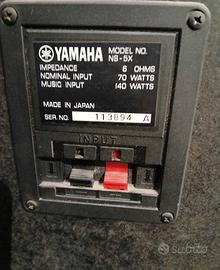 YAMAHA MODEL NO. NS-5X
IMPEDANCE 6 OHMS
NOMINAL INPUT 70 WATTS
MUSIC INPUT 140 WATTS
MADE IN JAPAN
SER. NO. 113894 A
INPUT
subito